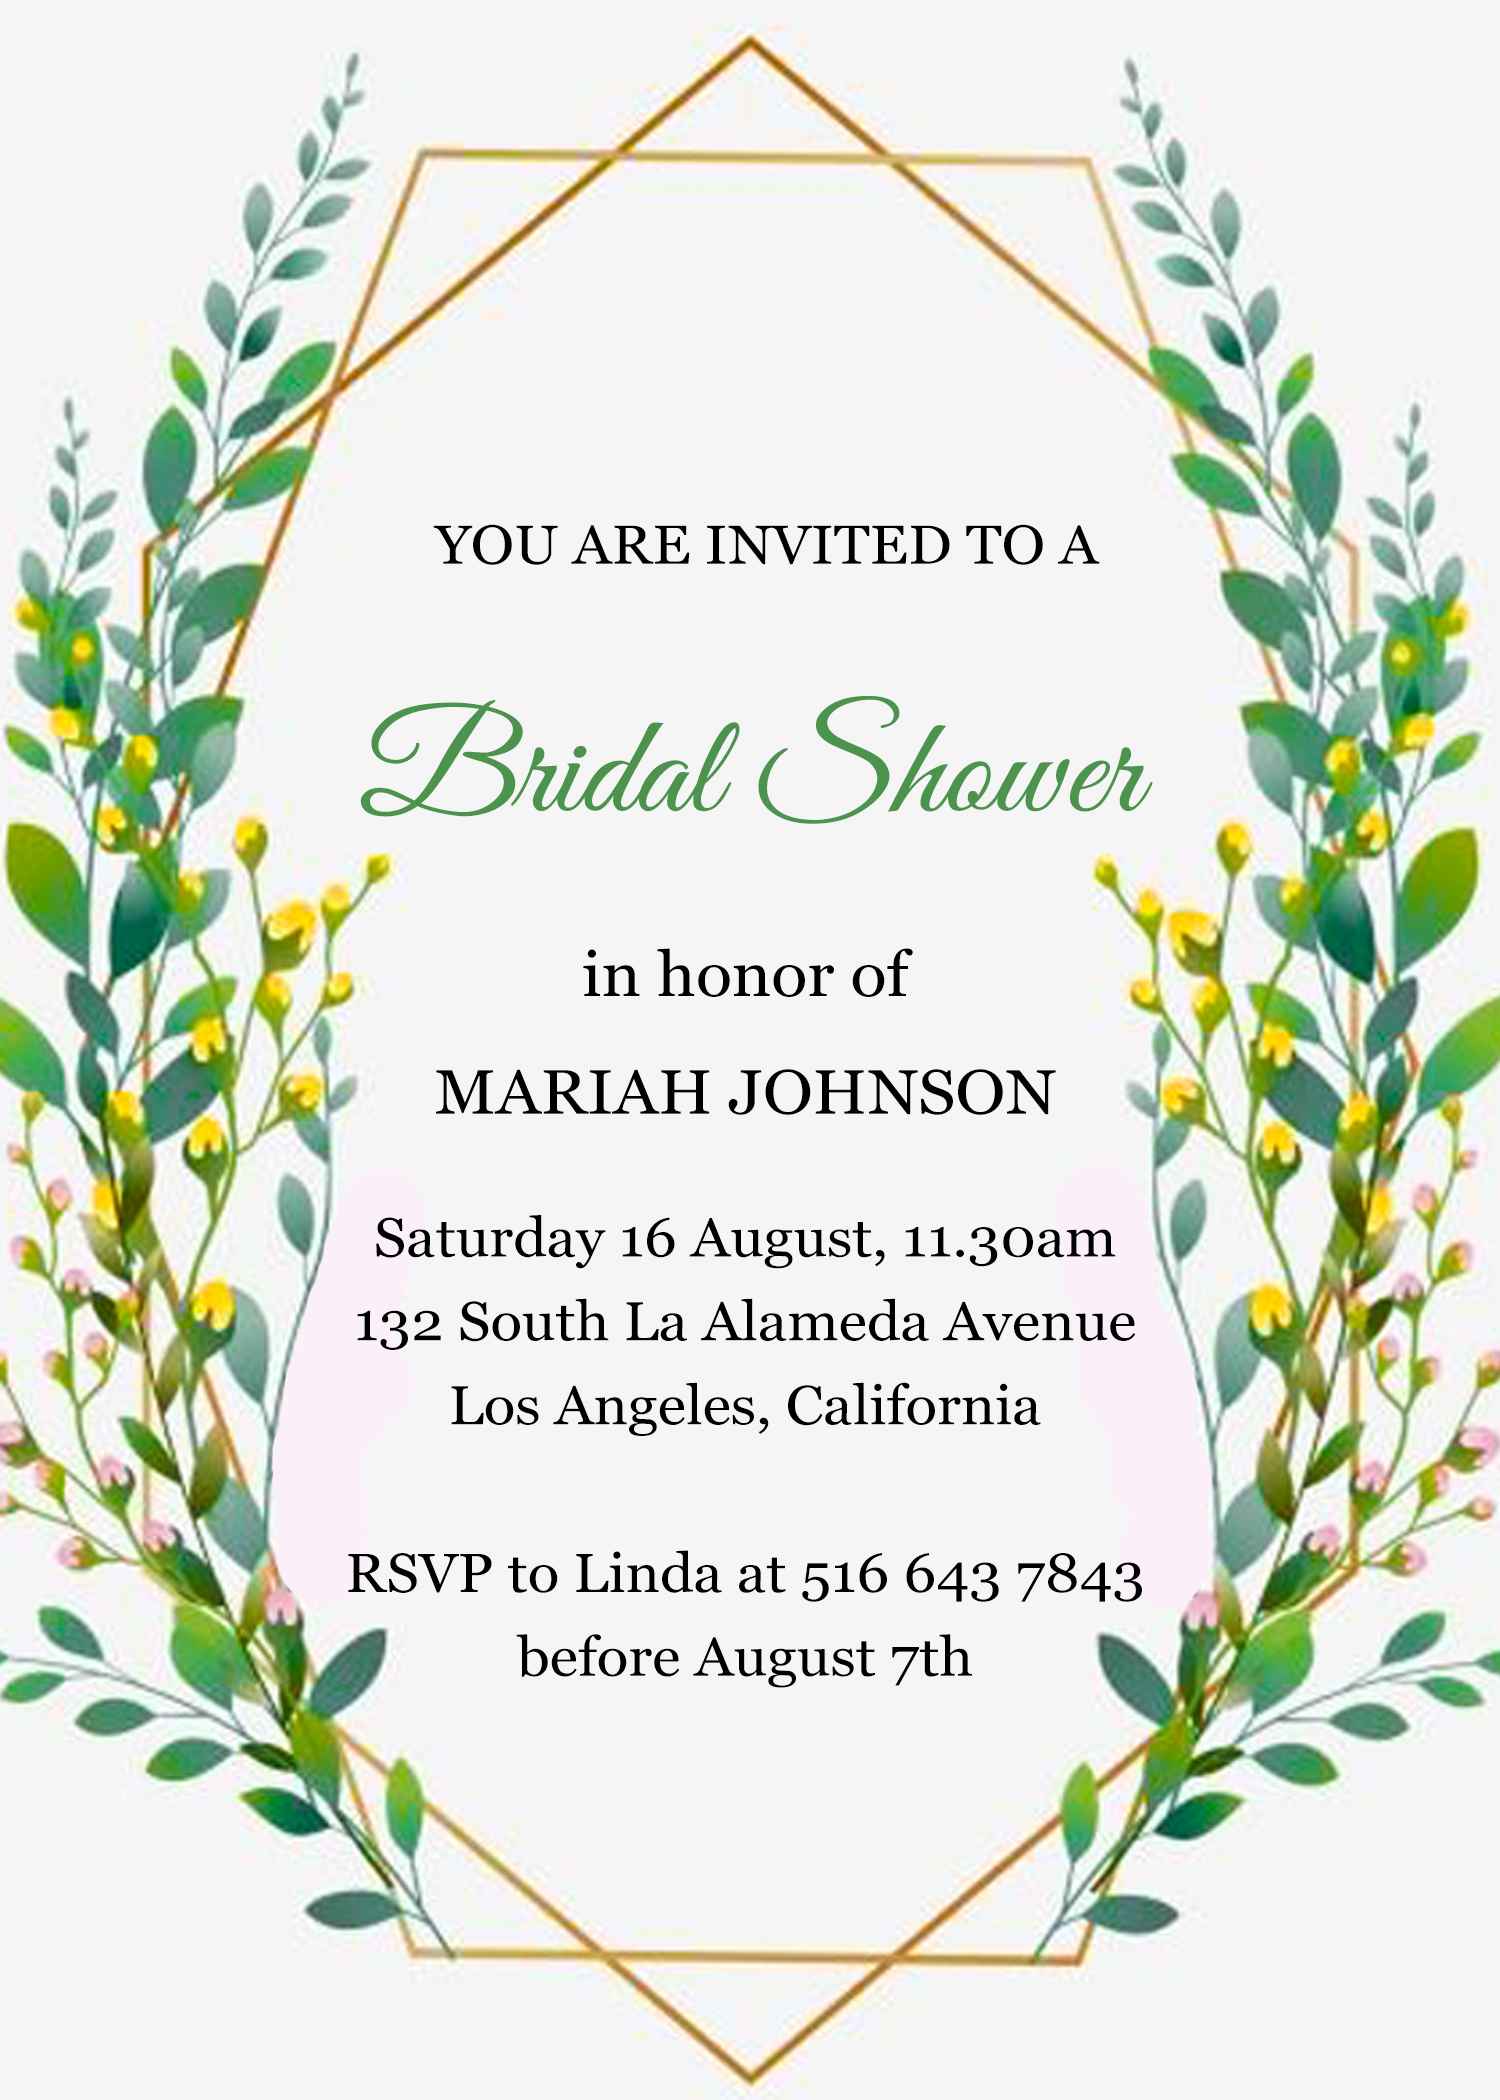 YOU ARE INVITED TO A
Bridal Shower
in honor of
MARIAH JOHNSON
Saturday 16 August, 11.30am
132 South La Alameda Avenue
Los Angeles, California
RSVP to Linda at 516 643 7843
before August 7th